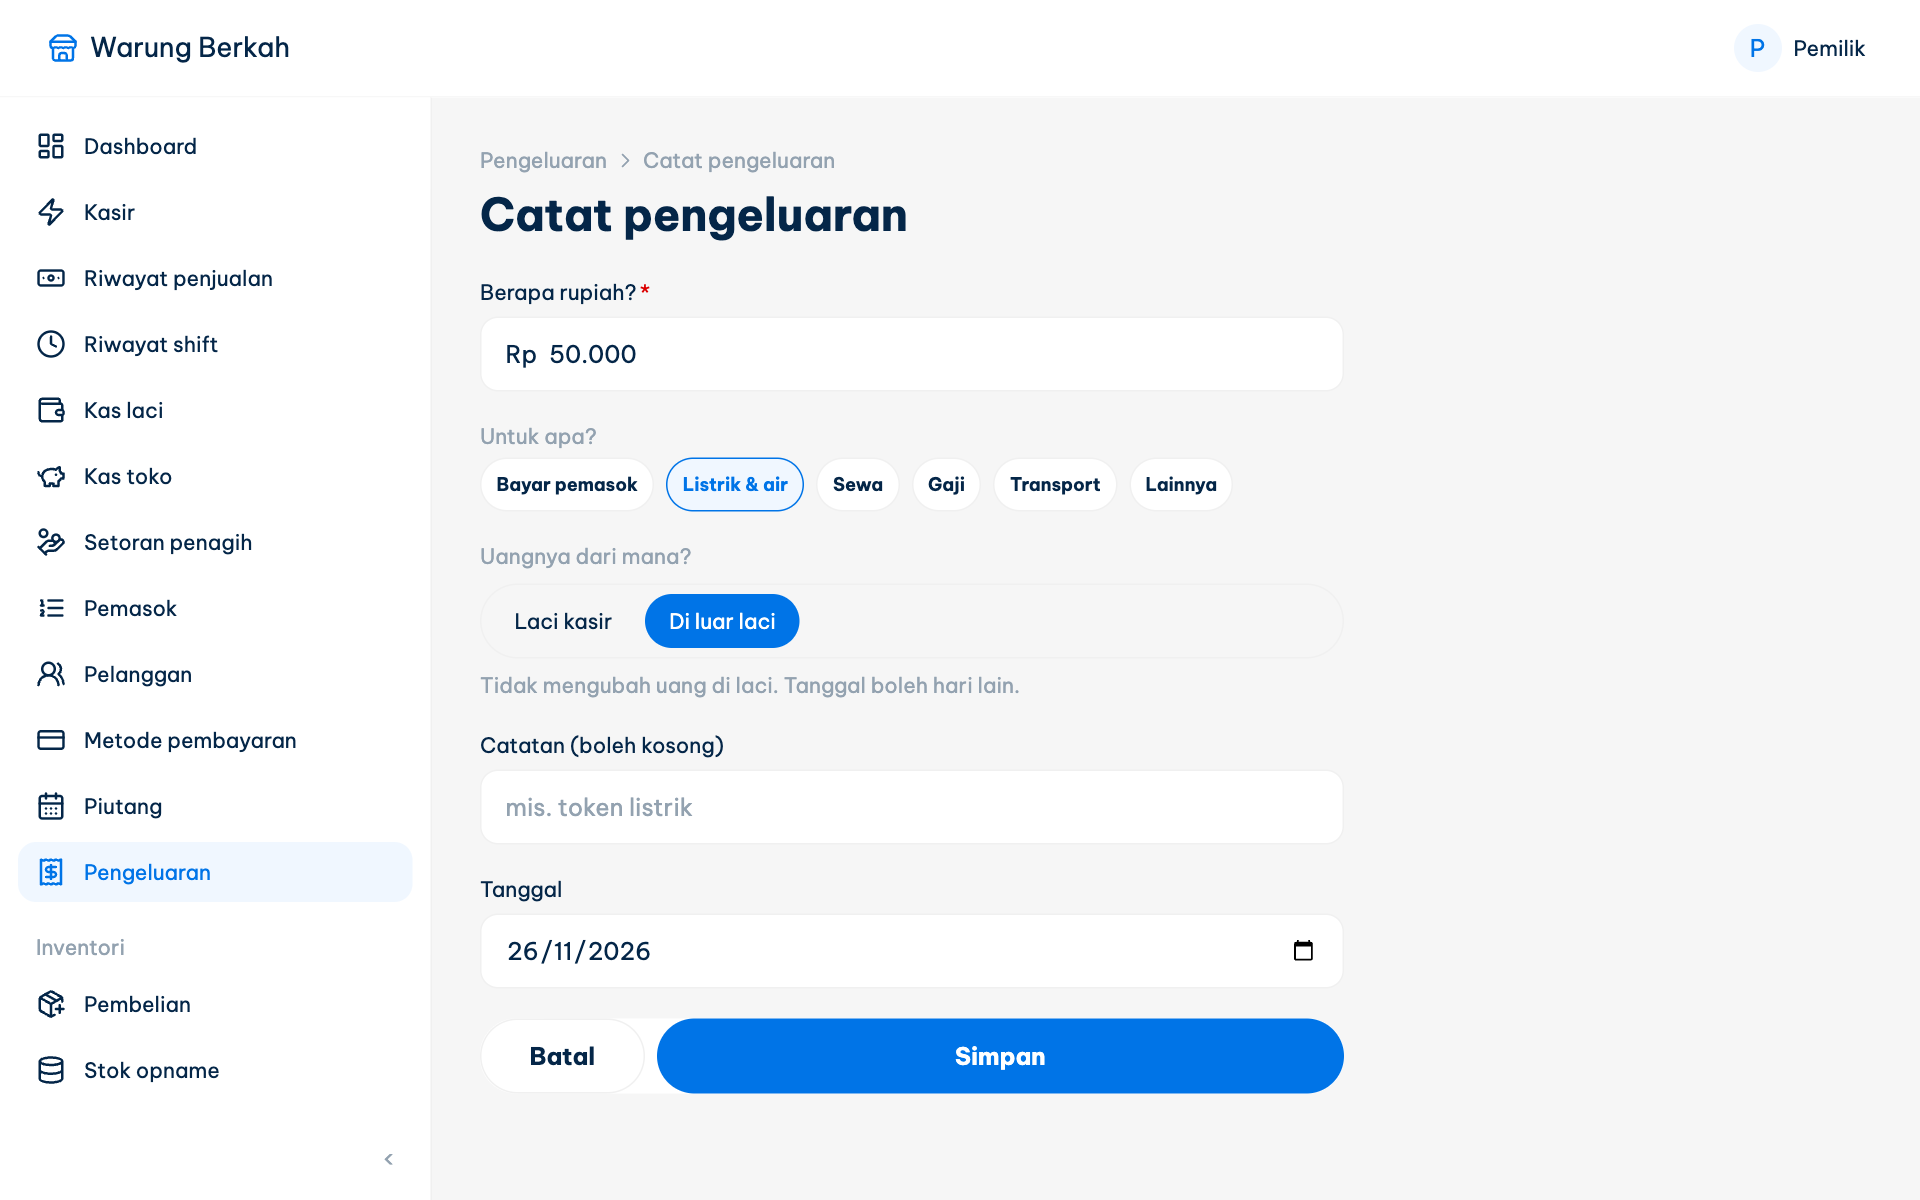 Warung Berkah
P Pemilik
Dashboard
Kasir
Riwayat penjualan
Riwayat shift
Kas laci
Kas toko
Setoran penagih
Pemasok
Pelanggan
Metode pembayaran
Piutang
Pengeluaran
Inventori
Pembelian
Stok opname
Pengeluaran > Catat pengeluaran
Catat pengeluaran
Berapa rupiah? *
Rp 50.000
Untuk apa?
Bayar pemasok Listrik & air Sewa Gaji Transport Lainnya
Uangnya dari mana?
Laci kasir Di luar laci
Tidak mengubah uang di laci. Tanggal boleh hari lain.
Catatan (boleh kosong)
mis. token listrik
Tanggal
26/11/2026
Batal Simpan